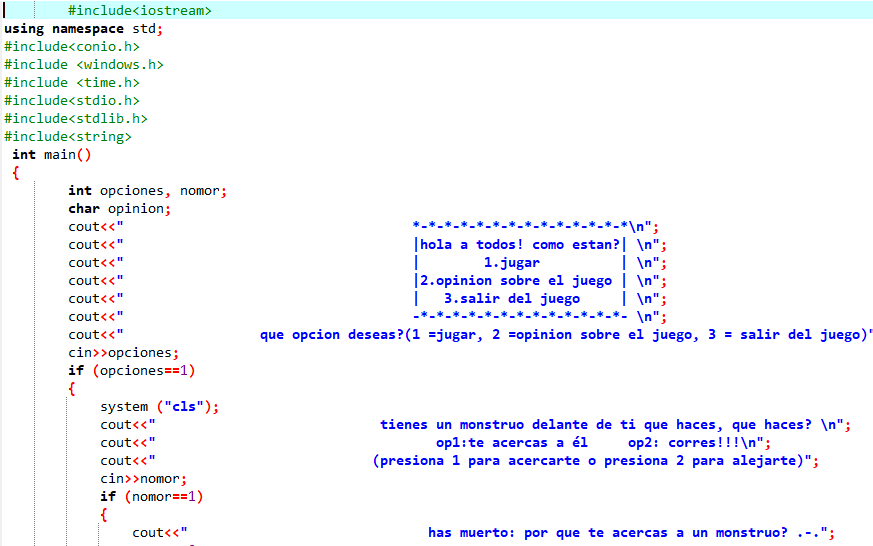 #include<iostream>
using namespace std;
#include<conio.h>
#include <windows.h>
#include <time.h>
#include<stdio.h>
#include<stdlib.h>
#include<string>
int main()
{
int opciones, nomor;
char opinion;
cout<<" *-*-*-*-*-*-*-*-*-*-*-*-*-*\n";
cout<<" |hola a todos! como estan?| \n";
cout<<" | 1.jugar | \n";
cout<<" |2.opinion sobre el juego | \n";
cout<<" | 3.salir del juego | \n";
cout<<" -*-*-*-*-*-*-*-*-*-*-*-*-*- \n";
cout<<" que opcion deseas?(1 =jugar, 2 =opinion sobre el juego, 3 = salir del juego)"
cin>>opciones;
if (opciones==1)
{
system ("cls");
cout<<" tienes un monstruo delante de ti que haces, que haces? \n";
cout<<" op1:te acercas a él op2: corres!!!\n";
cout<<" (presiona 1 para acercarte o presiona 2 para alejarte)";
cin>>nomor;
if (nomor==1)
{
cout<<" has muerto: por que te acercas a un monstruo? .-.";